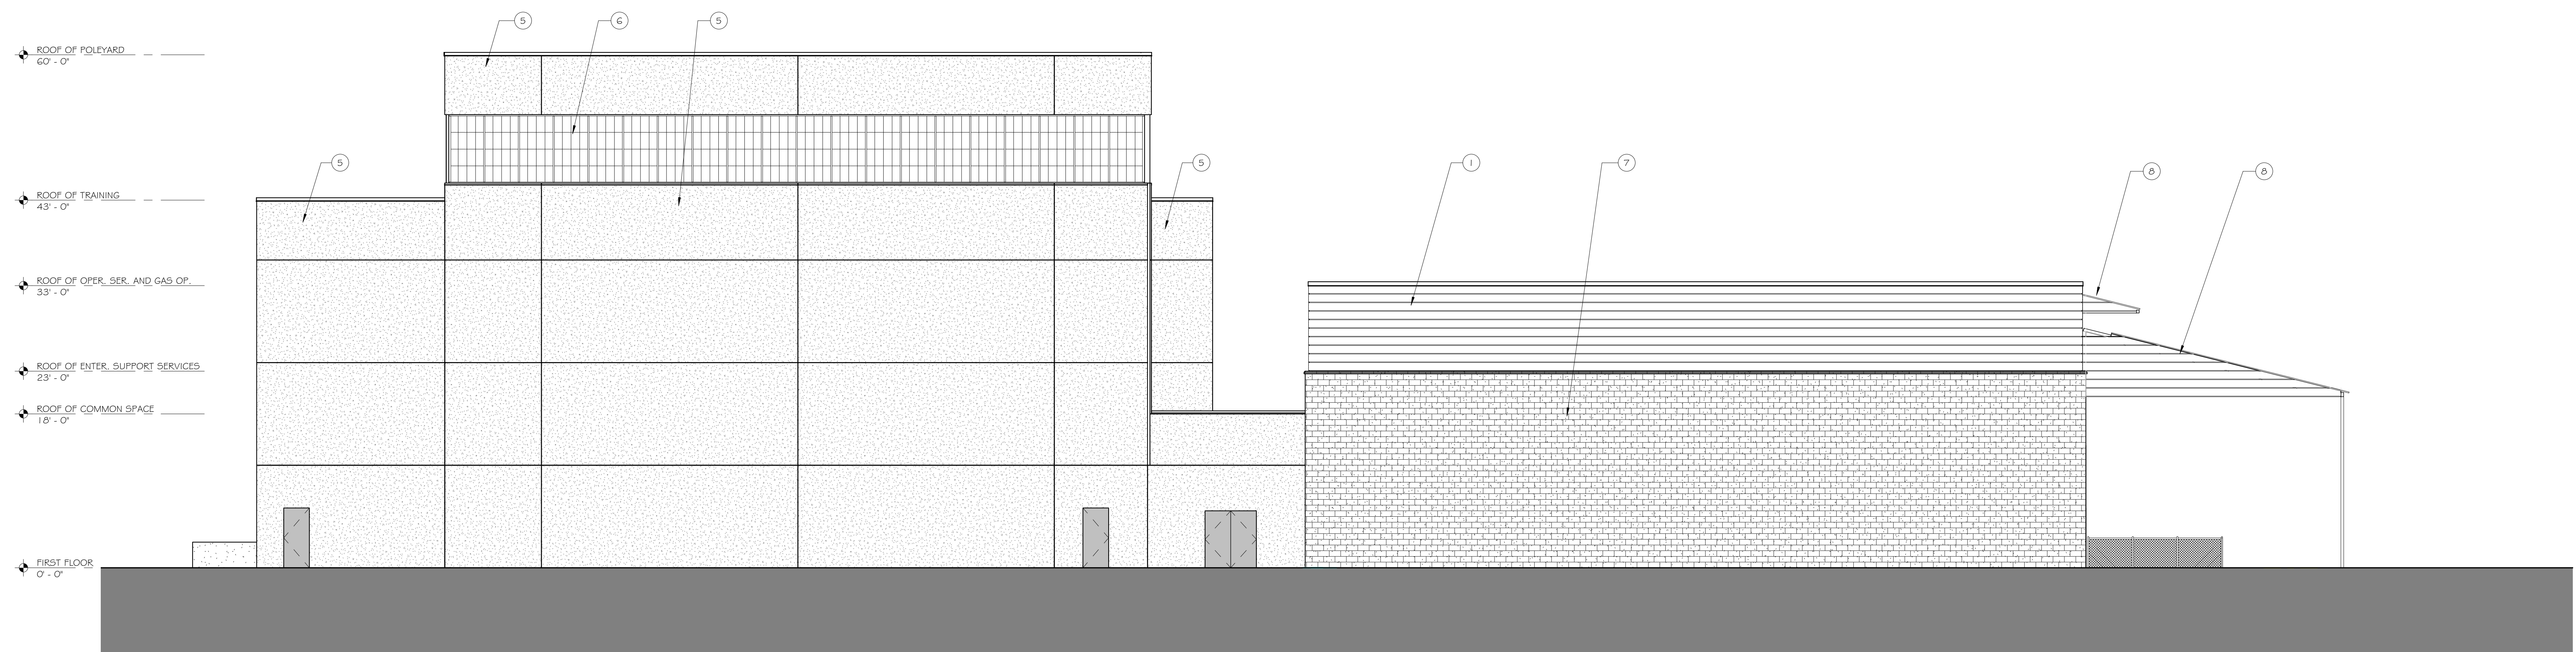 5
6
5
ROOF OF POLEYARD
60' - 0"
5
5
1
7
8
8
ROOF OF TRAINING
43' - 0"
ROOF OF OPER. SER. AND GAS OP.
33' - 0"
ROOF OF ENTER. SUPPORT SERVICES
23' - 0"
ROOF OF COMMON SPACE
18' - 0"
FIRST FLOOR
0' - 0"